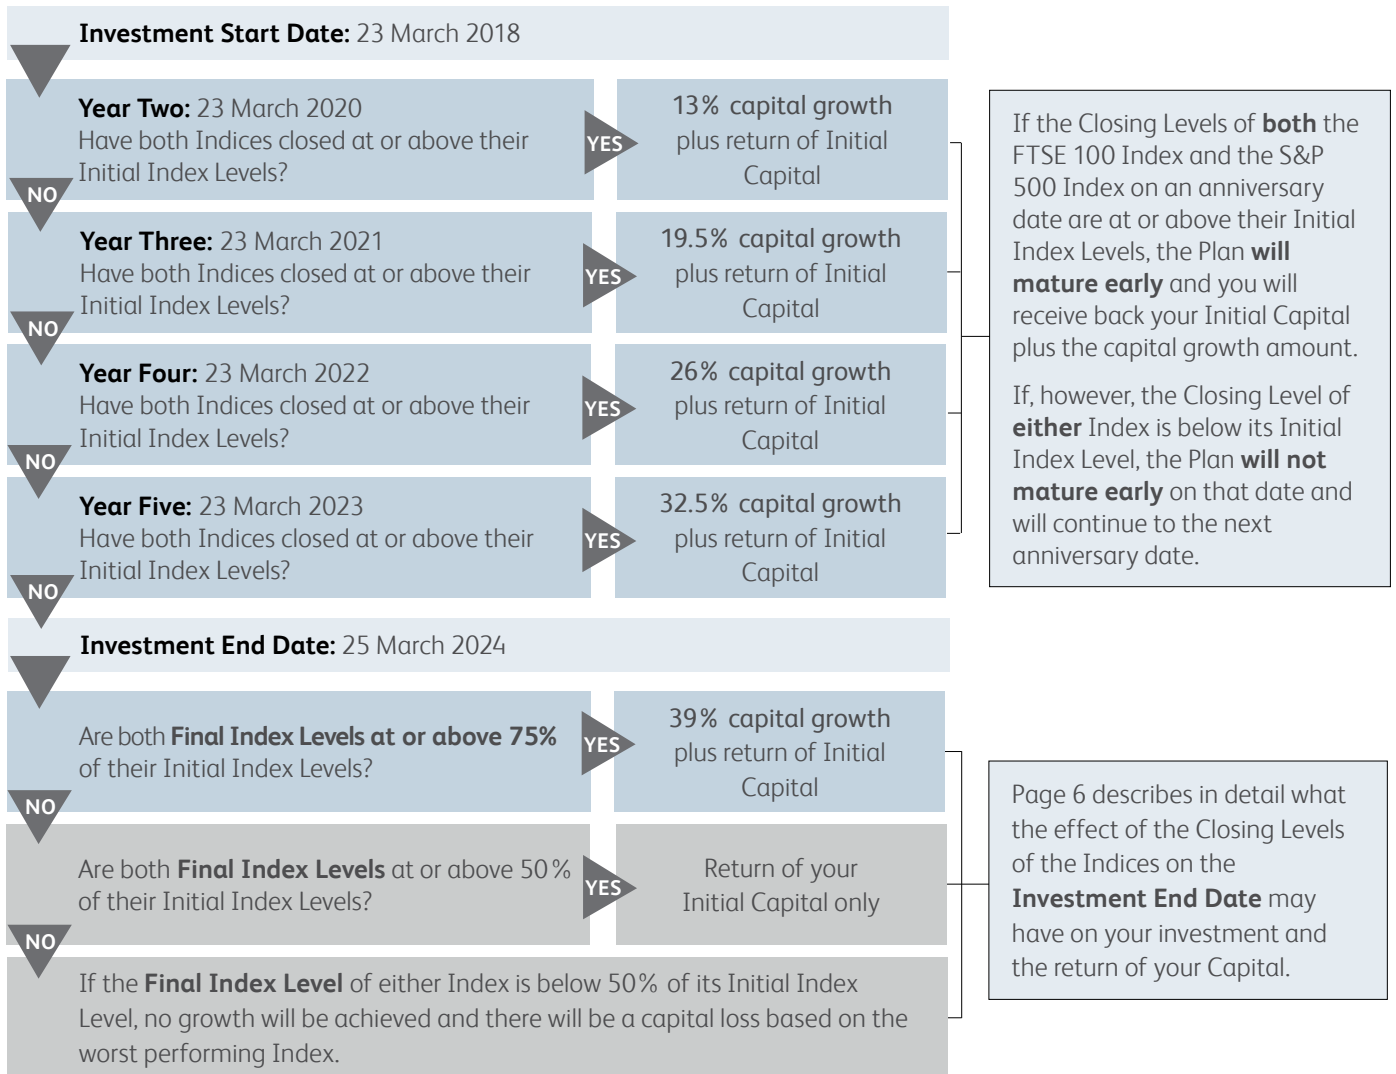 Investment Start Date: 23 March 2018
Year Two: 23 March 2020
Have both Indices closed at or above their
Initial Index Levels?
YES
13% capital growth
plus return of Initial
Capital
NO
Year Three: 23 March 2021
Have both Indices closed at or above their
Initial Index Levels?
YES
19.5% capital growth
plus return of Initial
Capital
NO
Year Four: 23 March 2022
Have both Indices closed at or above their
Initial Index Levels?
YES
26% capital growth
plus return of Initial
Capital
NO
Year Five: 23 March 2023
Have both Indices closed at or above their
Initial Index Levels?
YES
32.5% capital growth
plus return of Initial
Capital
NO
If the Closing Levels of both the
FTSE 100 Index and the S&P
500 Index on an anniversary
date are at or above their Initial
Index Levels, the Plan will
mature early and you will
receive back your Initial Capital
plus the capital growth amount.
If, however, the Closing Level of
either Index is below its Initial
Index Level, the Plan will not
mature early on that date and
will continue to the next
anniversary date.
Investment End Date: 25 March 2024
Are both Final Index Levels at or above 75%
of their Initial Index Levels?
YES
39% capital growth
plus return of Initial
Capital
NO
Are both Final Index Levels at or above 50%
of their Initial Index Levels?
YES
Return of your
Initial Capital only
NO
If the Final Index Level of either Index is below 50% of its Initial Index
Level, no growth will be achieved and there will be a capital loss based on the
worst performing Index.
Page 6 describes in detail what
the effect of the Closing Levels
of the Indices on the
Investment End Date may
have on your investment and
the return of your Capital.